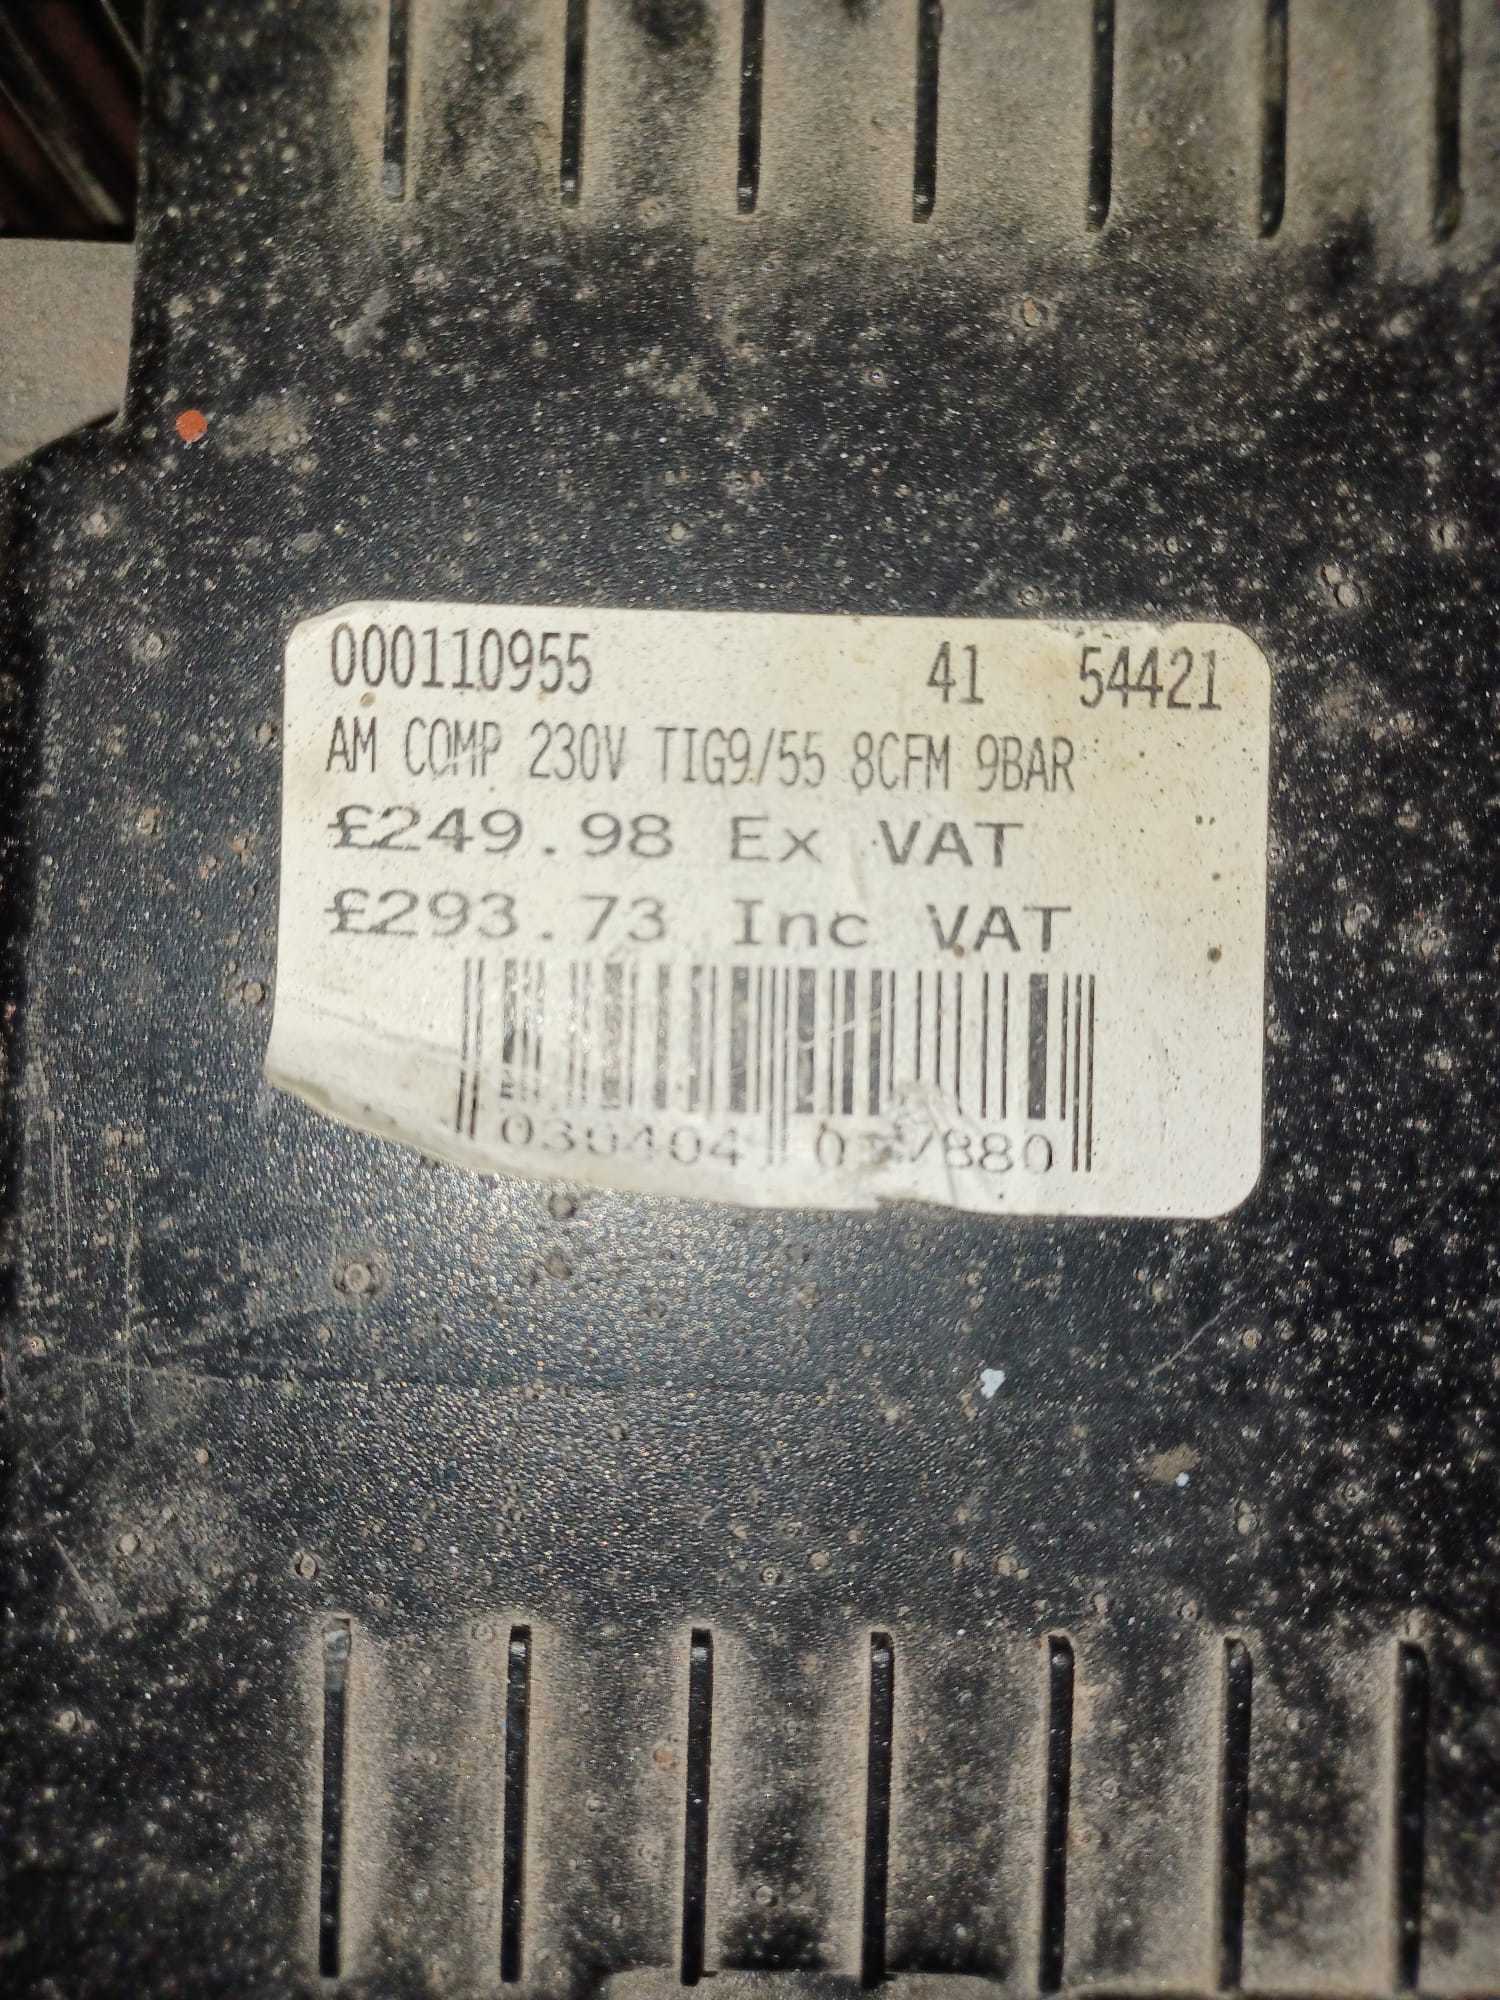 000110955 41 54421
AM COMP 230V TIG9/55 8CFM 9BAR
£249.98 Ex VAT
£293.73 Inc VAT